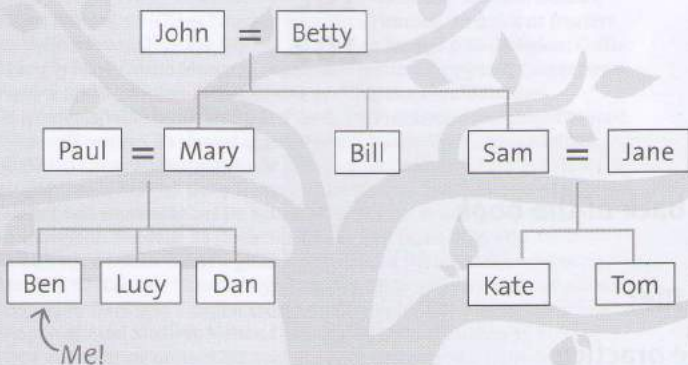 John = Betty
Paul = Mary Bill Sam = Jane
Ben Lucy Dan Kate Tom
Me!